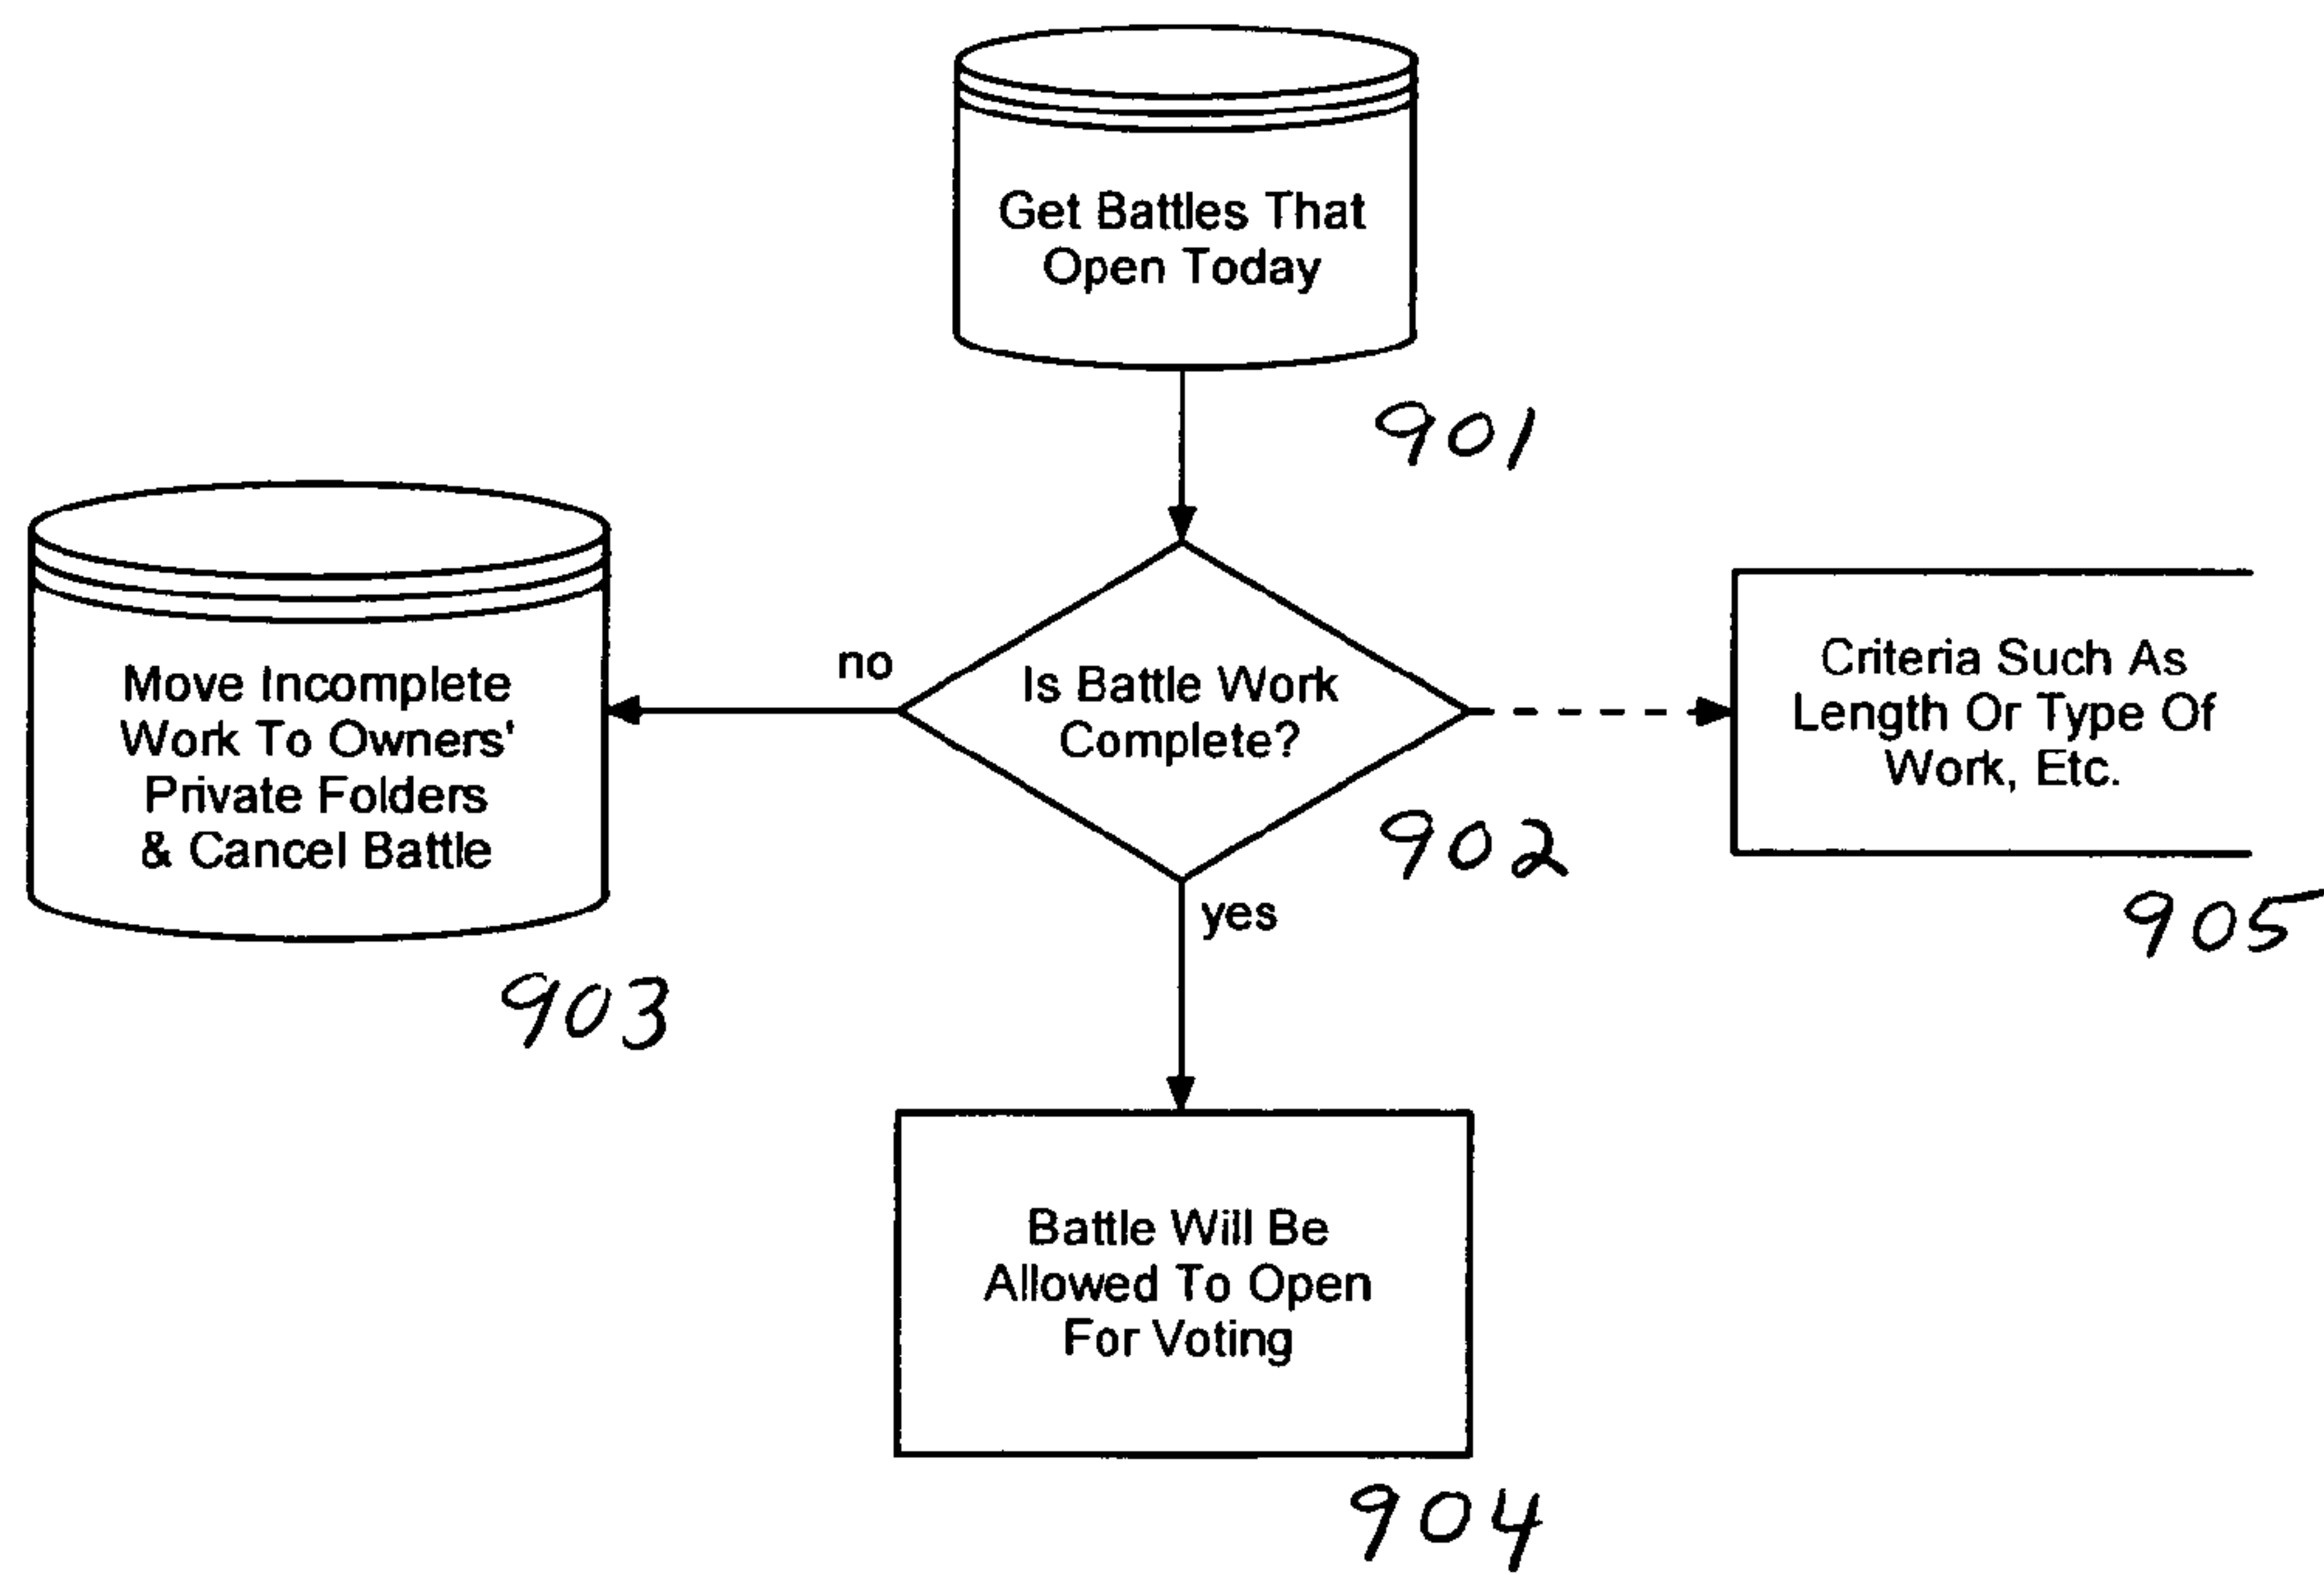 Get Battles That
Open Today
901
no
Is Battle Work
Complete?
902
yes
Move Incomplete
Work To Owners'
Private Folders
& Cancel Battle
903
Criteria Such As
Length Or Type Of
Work, Etc.
905
Battle Will Be
Allowed To Open
For Voting
904